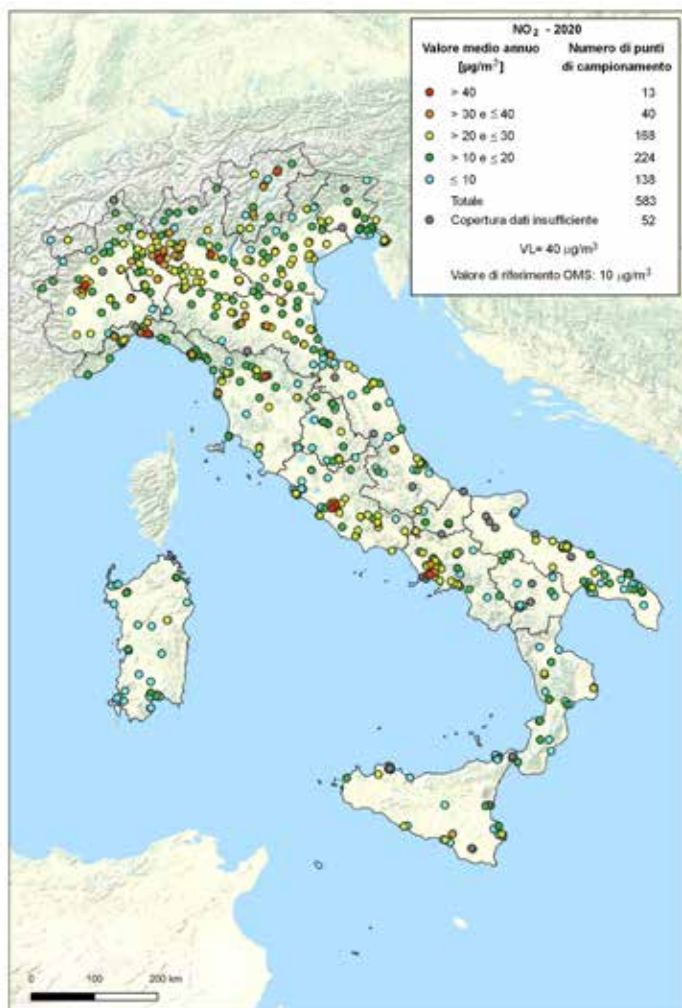 NO2 - 2020
Valore medio annuo Numero di punti
[µg/m3] di campionamento
> 40 13
> 30 e ≤ 40 40
> 20 e ≤ 30 168
> 10 e ≤ 20 224
≤ 10 138
Totale 583
Copertura dati insufficiente 52
VL= 40 µg/m3
Valore di riferimento OMS: 10 µg/m3
0 100 200 km